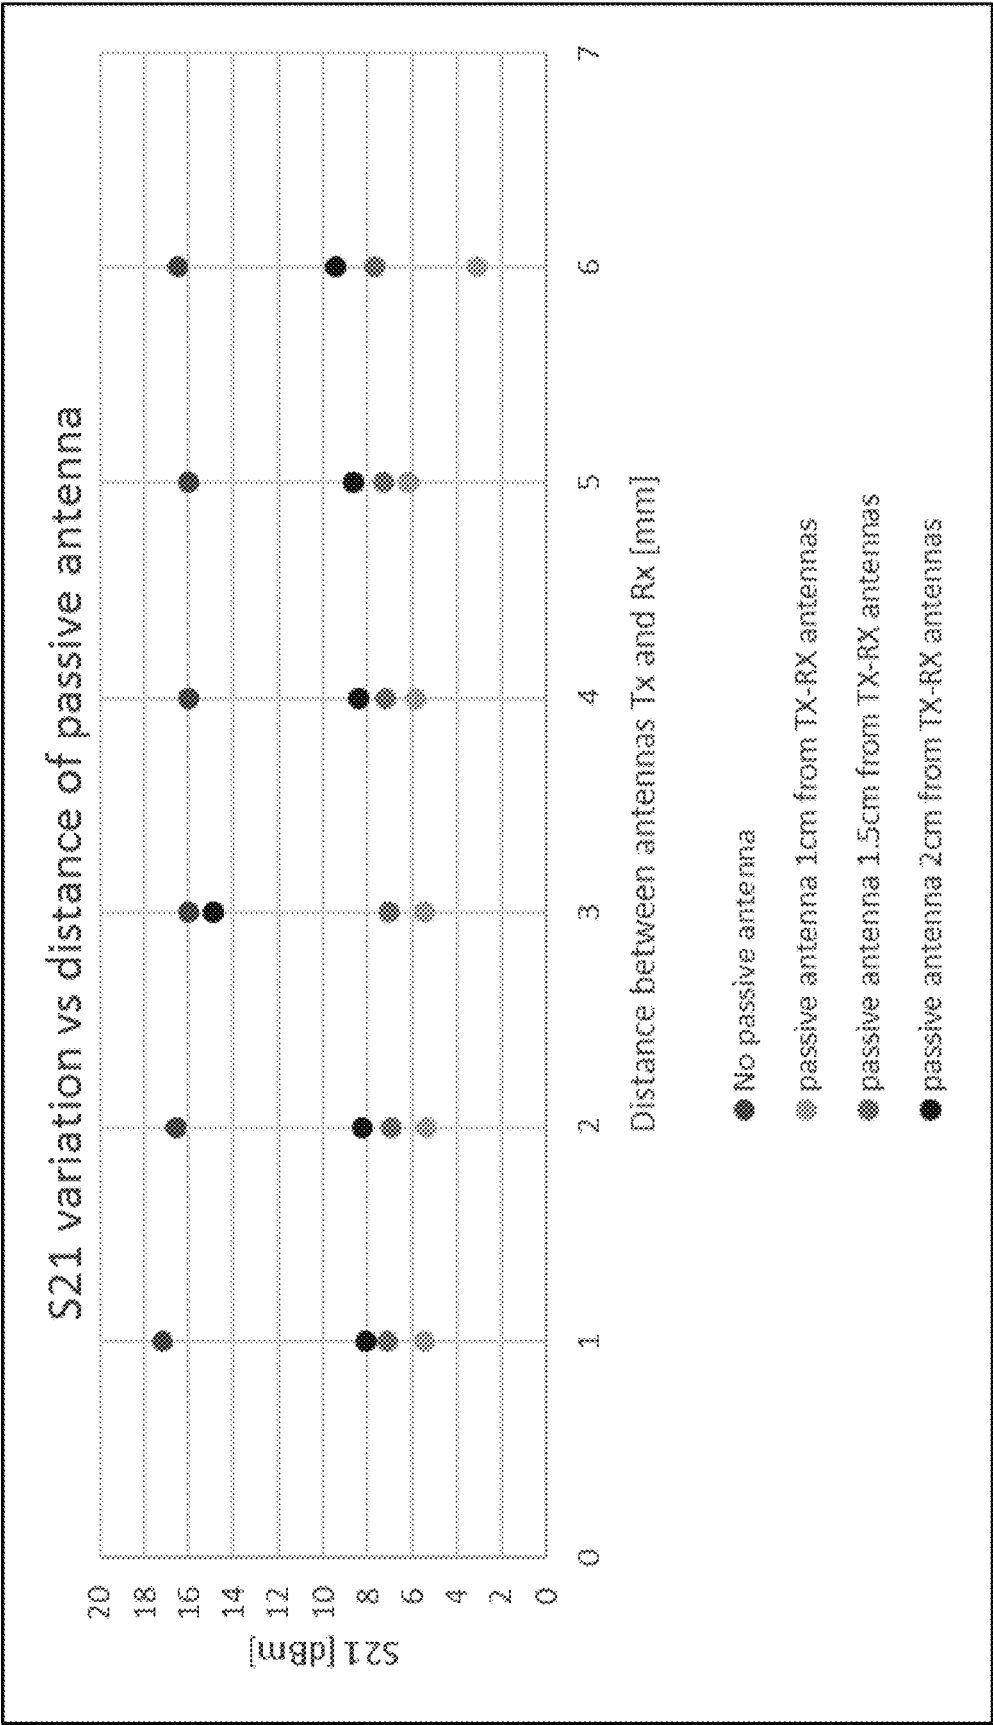 S21 variation vs distance of passive antenna
S21 [dBm]
20
18
16
14
12
10
8
6
4
2
0
0 1 2 3 4 5 6 7
Distance between antennas Tx and Rx [mm]
No passive antenna
passive antenna 1cm from TX-RX antennas
passive antenna 1.5cm from TX-RX antennas
passive antenna 2cm from TX-RX antennas